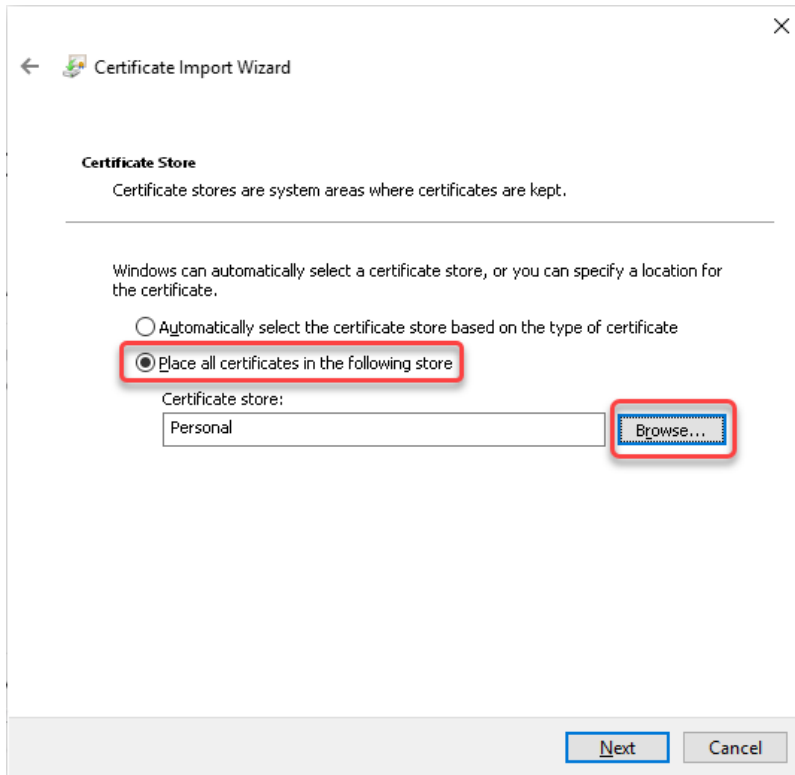 Certificate Import Wizard
Certificate Store
Certificate stores are system areas where certificates are kept.
Windows can automatically select a certificate store, or you can specify a location for
the certificate.
Automatically select the certificate store based on the type of certificate
Place all certificates in the following store
Certificate store:
Personal
Browse...
Next
Cancel